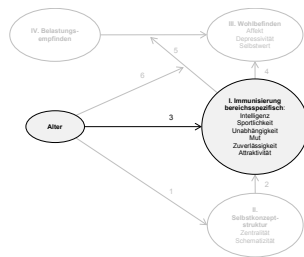 IV. Belastungs-
empfinden
III. Wohlbefinden
Affekt
Depressivität
Selbstwert
5
6
4
I. Immunisierung
bereichsspezifisch:
Intelligenz
Sportlichkeit
Unabhängigkeit
Mut
Zuverlässigkeit
Attraktivität
Alter
3
1
2
II.
Selbstkonzept-
struktur
Zentralität
Schematizität